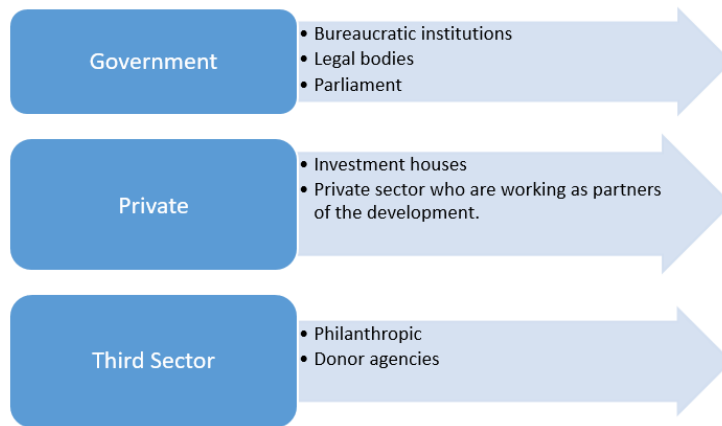 Government
• Bureaucratic institutions
• Legal bodies
• Parliament
Private
• Investment houses
• Private sector who are working as partners
of the development.
Third Sector
• Philanthropic
• Donor agencies